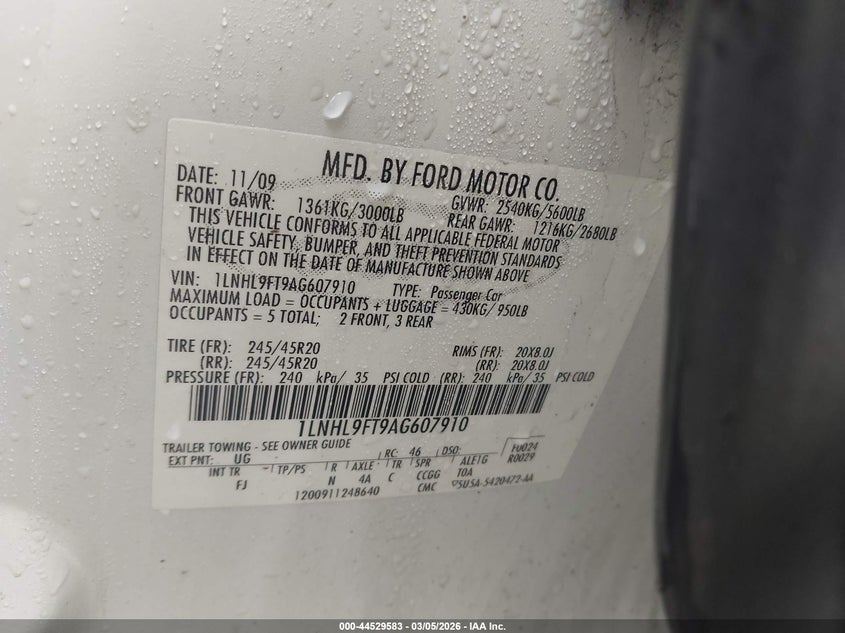 MFD. BY FORD MOTOR CO.
DATE: 11/09
GVWR: 2540KG/5600LB
FRONT GAWR: 1361KG/3000LB
REAR GAWR: 1216KG/2680LB
THIS VEHICLE CONFORMS TO ALL APPLICABLE FEDERAL MOTOR
VEHICLE SAFETY, BUMPER, AND THEFT PREVENTION STANDARDS
IN EFFECT ON THE DATE OF MANUFACTURE SHOWN ABOVE
VIN: 1LNHL9FT9AG607910 TYPE: Passenger Car
MAXIMUM LOAD = OCCUPANTS + LUGGAGE = 430KG/ 950LB
OCCUPANTS = 5 TOTAL; 2 FRONT, 3 REAR
TIRE (FR): 245/45R20 RIMS (FR): 20X8.0J
(RR): 245/45R20 (RR): 20X8.0J
PRESSURE (FR): 240 kPa/ 35 PSI COLD (RR): 240 kPa/ 35 PSI COLD
1LNHL9FT9AG607910
TRAILER TOWING - SEE OWNER GUIDE
EXT PNT: UG RC: 46 DSO: F0024
R0029
INT TR TP/PS R AXLE TR SPR ALE1G
FJ N 4A C CCGG TOA
1200911248640 CMC 5U5A-5420472-AA
000-44529583 — 03/05/2026 — IAA Inc.